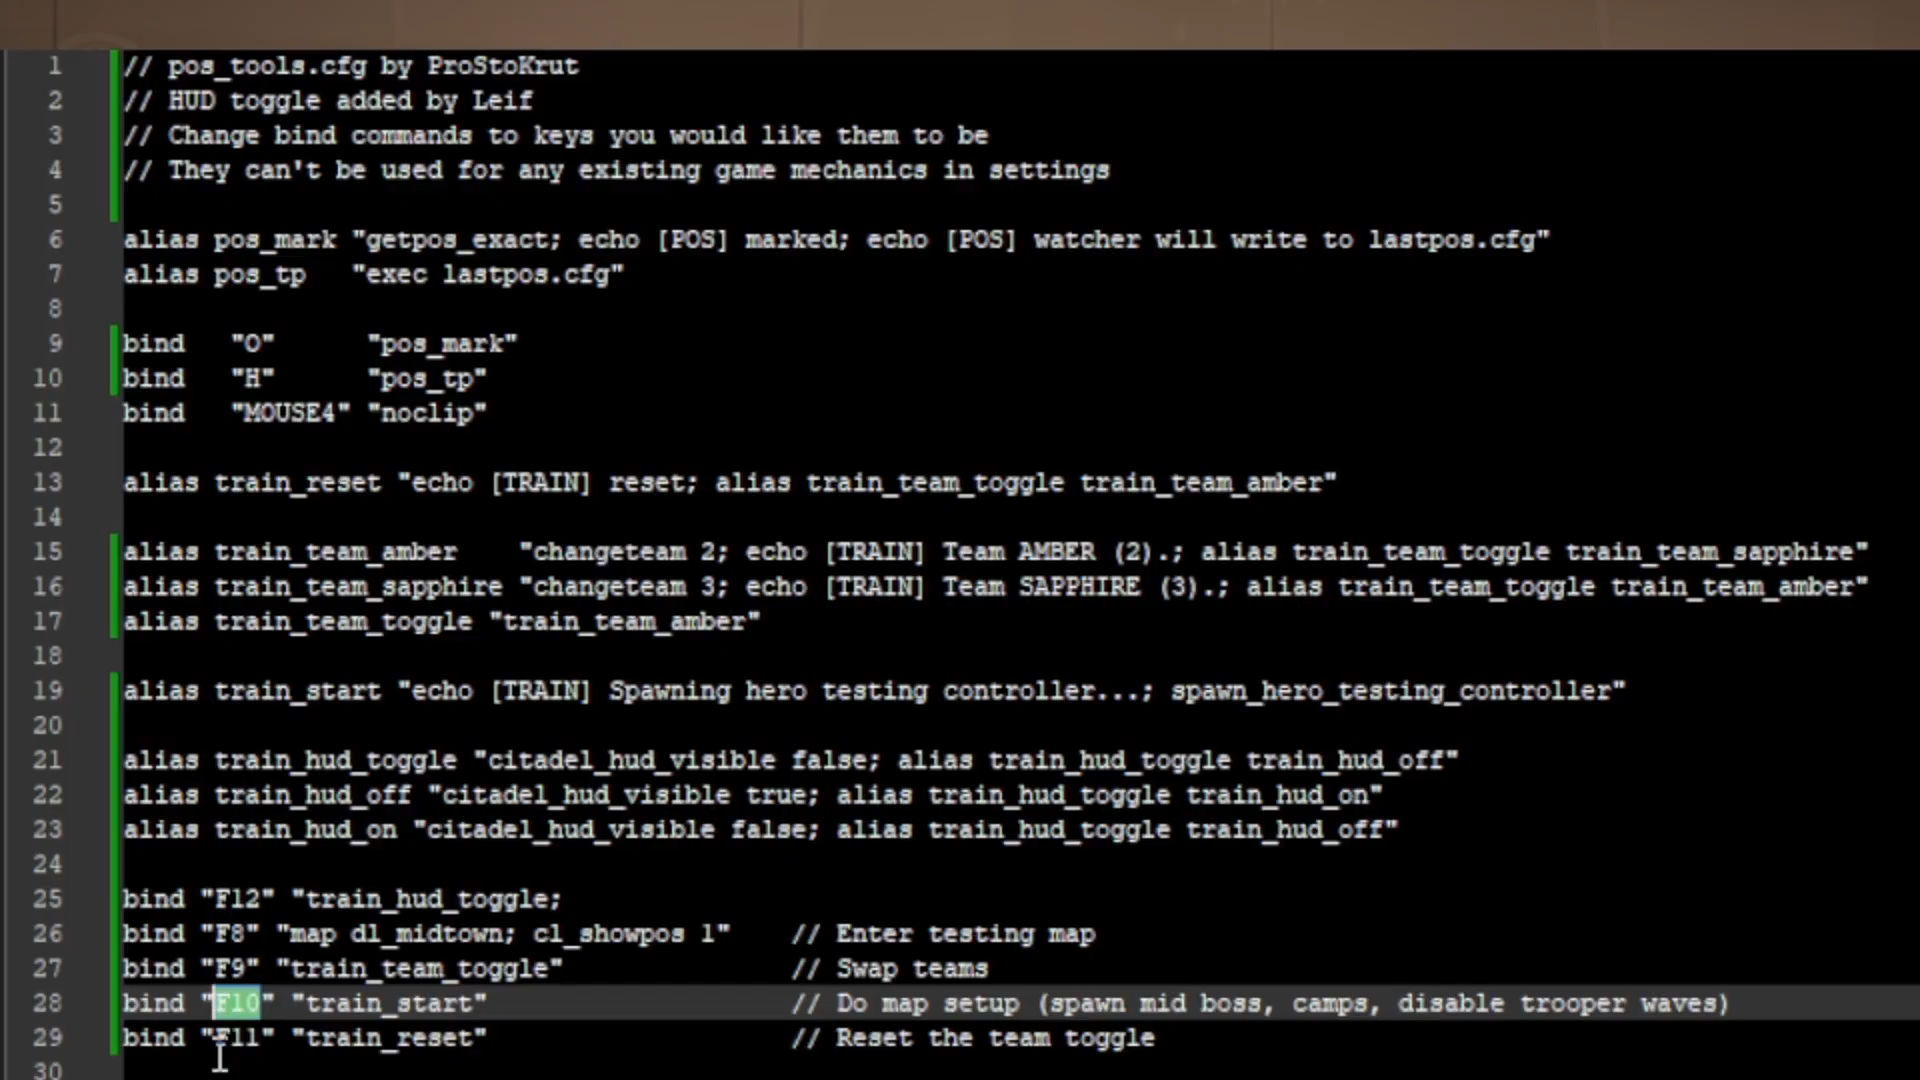 1 // pos_tools.cfg by ProStoKrut
2 // HUD toggle added by Leif
3 // Change bind commands to keys you would like them to be
4 // They can't be used for any existing game mechanics in settings
5
6 alias pos_mark "getpos_exact; echo [POS] marked; echo [POS] watcher will write to lastpos.cfg"
7 alias pos_tp   "exec lastpos.cfg"
8
9 bind   "O"      "pos_mark"
10 bind   "H"      "pos_tp"
11 bind   "MOUSE4" "noclip"
12
13 alias train_reset "echo [TRAIN] reset; alias train_team_toggle train_team_amber"
14
15 alias train_team_amber    "changeteam 2; echo [TRAIN] Team AMBER (2).; alias train_team_toggle train_team_sapphire"
16 alias train_team_sapphire "changeteam 3; echo [TRAIN] Team SAPPHIRE (3).; alias train_team_toggle train_team_amber"
17 alias train_team_toggle "train_team_amber"
18
19 alias train_start "echo [TRAIN] Spawning hero testing controller...; spawn_hero_testing_controller"
20
21 alias train_hud_toggle "citadel_hud_visible false; alias train_hud_toggle train_hud_off"
22 alias train_hud_off "citadel_hud_visible true; alias train_hud_toggle train_hud_on"
23 alias train_hud_on "citadel_hud_visible false; alias train_hud_toggle train_hud_off"
24
25 bind "F12" "train_hud_toggle;
26 bind "F8" "map dl_midtown; cl_showpos 1"    // Enter testing map
27 bind "F9" "train_team_toggle"               // Swap teams
28 bind "F10" "train_start"                    // Do map setup (spawn mid boss, camps, disable trooper waves)
29 bind "F11" "train_reset"                    // Reset the team toggle
30